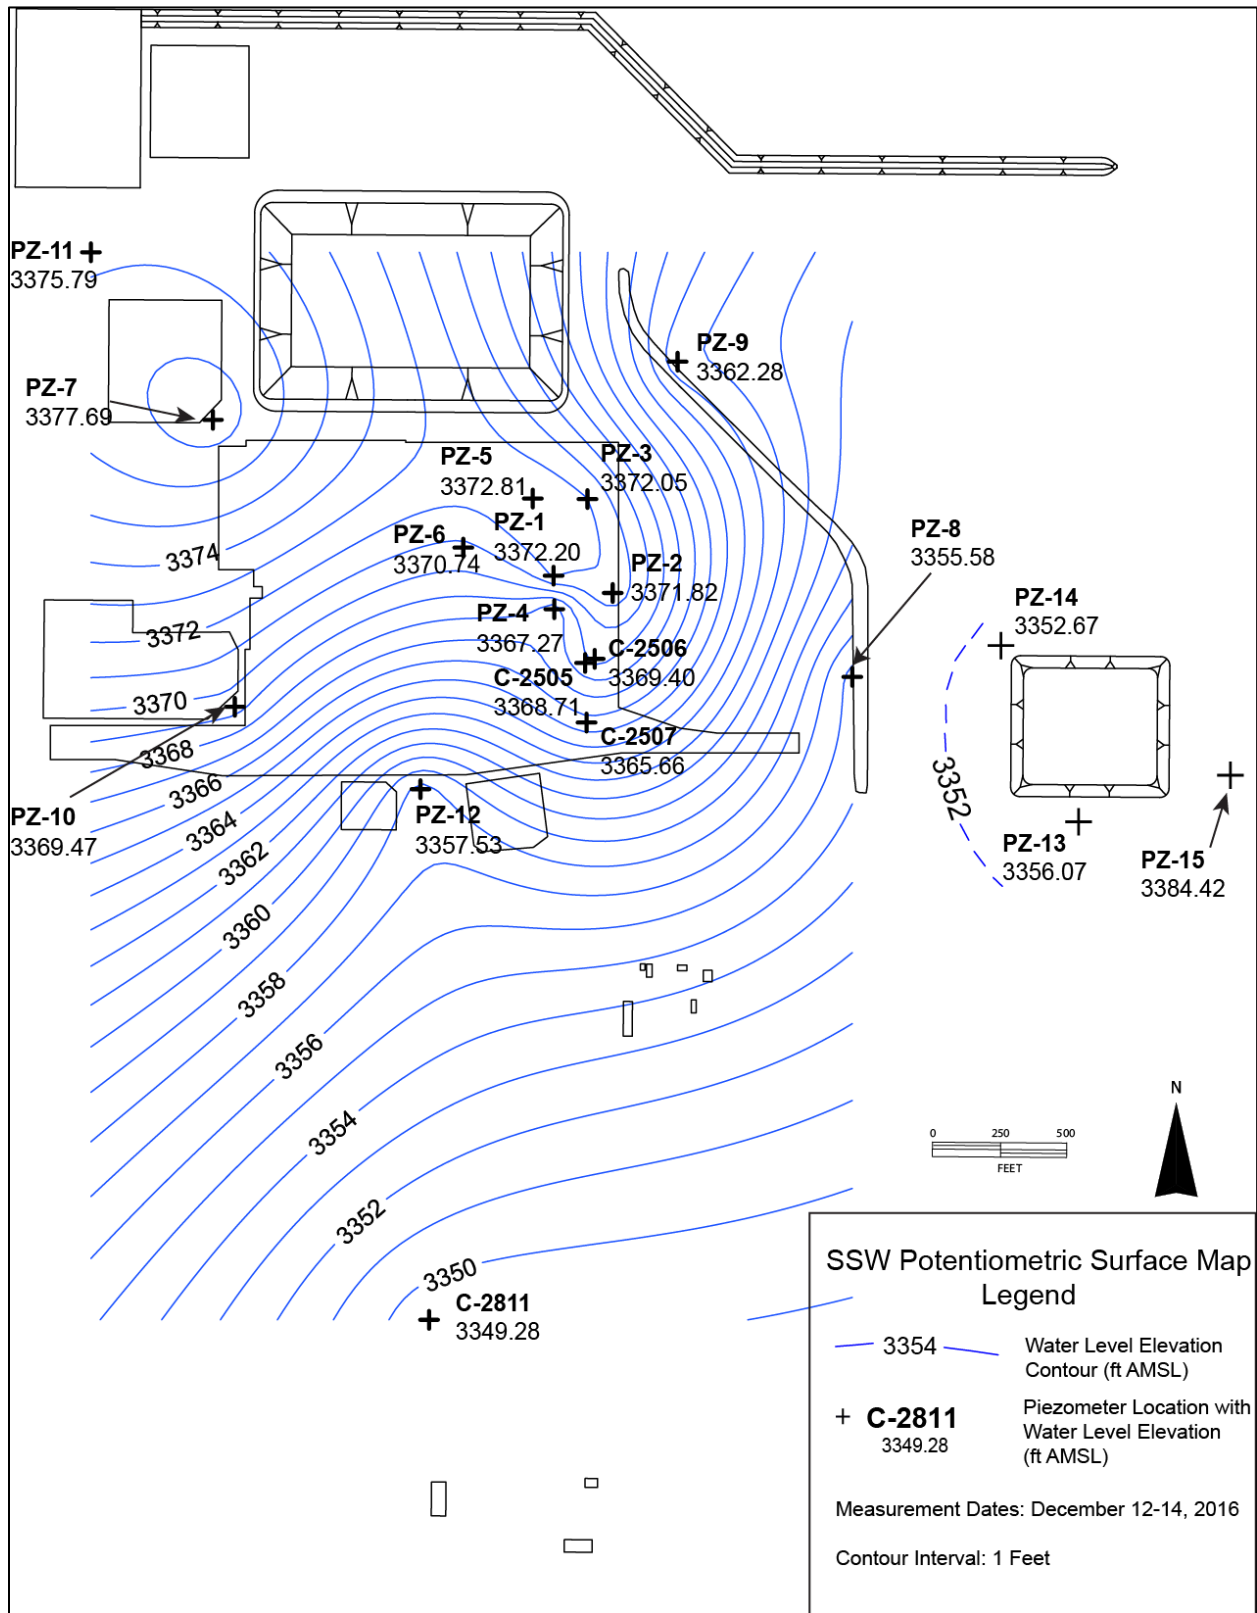 PZ-11
3375.79
PZ-9
3362.28
PZ-7
3377.69
PZ-5
3372.81
PZ-3
3372.05
PZ-1
3372.20
PZ-6
3370.74
PZ-8
3355.58
3374
PZ-2
3371.82
PZ-14
3352.67
PZ-4
3367.27
3372
C-2506
3369.40
C-2505
3368.71
3370
C-2507
3365.66
3368
3366
3352
PZ-10
3369.47
PZ-12
3357.53
3364
PZ-13
3356.07
PZ-15
3384.42
3362
3360
3358
3356
3354
3352
3350
C-2811
3349.28
N
0 250 500
FEET
SSW Potentiometric Surface Map
Legend
3354
Water Level Elevation
Contour (ft AMSL)
C-2811
3349.28
Piezometer Location with
Water Level Elevation
(ft AMSL)
Measurement Dates: December 12-14, 2016
Contour Interval: 1 Feet